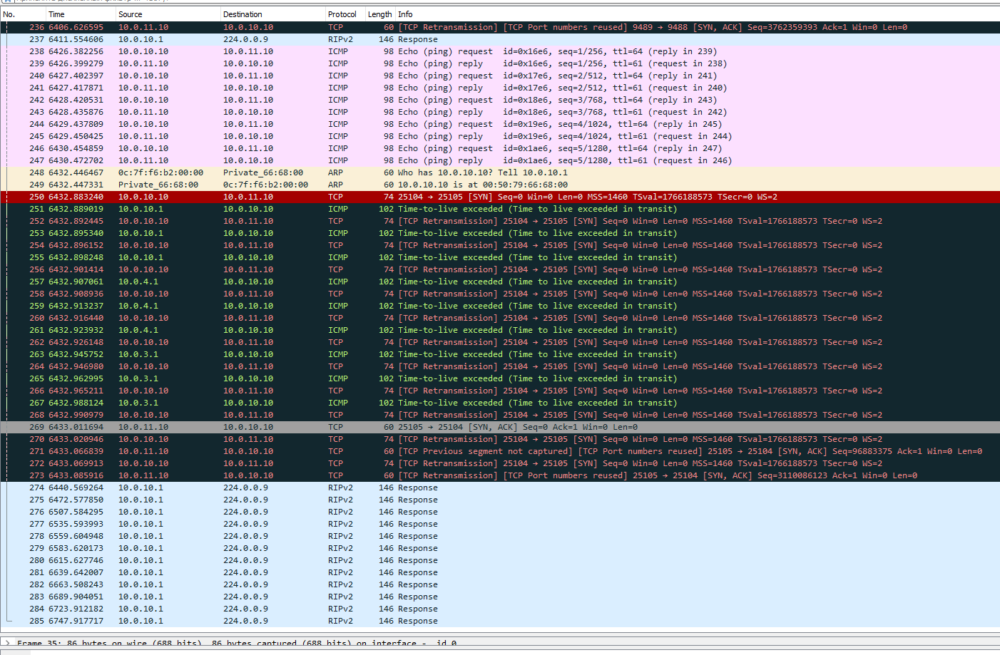 No. Time Source Destination Protocol Length Info
236 6406.626595 10.0.11.10 10.0.10.10 TCP 60 [TCP Retransmission] [TCP Port numbers reused] 9489 → 9488 [SYN, ACK] Seq=3762359393 Ack=1 Win=0 Len=0
237 6411.554606 10.0.10.1 224.0.0.9 RIPv2 146 Response
238 6426.382256 10.0.10.10 10.0.11.10 ICMP 98 Echo (ping) request id=0x16e6, seq=1/256, ttl=64 (reply in 239)
239 6426.399279 10.0.11.10 10.0.10.10 ICMP 98 Echo (ping) reply id=0x16e6, seq=1/256, ttl=61 (request in 238)
240 6427.402397 10.0.10.10 10.0.11.10 ICMP 98 Echo (ping) request id=0x17e6, seq=2/512, ttl=64 (reply in 241)
241 6427.417871 10.0.11.10 10.0.10.10 ICMP 98 Echo (ping) reply id=0x17e6, seq=2/512, ttl=61 (request in 240)
242 6428.420531 10.0.10.10 10.0.11.10 ICMP 98 Echo (ping) request id=0x18e6, seq=3/768, ttl=64 (reply in 243)
243 6428.435876 10.0.11.10 10.0.10.10 ICMP 98 Echo (ping) reply id=0x18e6, seq=3/768, ttl=61 (request in 242)
244 6429.437809 10.0.10.10 10.0.11.10 ICMP 98 Echo (ping) request id=0x19e6, seq=4/1024, ttl=64 (reply in 245)
245 6429.450425 10.0.11.10 10.0.10.10 ICMP 98 Echo (ping) reply id=0x19e6, seq=4/1024, ttl=61 (request in 244)
246 6430.454859 10.0.10.10 10.0.11.10 ICMP 98 Echo (ping) request id=0x1ae6, seq=5/1280, ttl=64 (reply in 247)
247 6430.472702 10.0.11.10 10.0.10.10 ICMP 98 Echo (ping) reply id=0x1ae6, seq=5/1280, ttl=61 (request in 246)
248 6432.446467 0c:7f:f6:b2:00:00 Private_66:68:00 ARP 60 Who has 10.0.10.10? Tell 10.0.10.1
249 6432.447331 Private_66:68:00 0c:7f:f6:b2:00:00 ARP 60 10.0.10.10 is at 00:50:79:66:68:00
250 6432.883240 10.0.10.10 10.0.11.10 TCP 74 25104 → 25105 [SYN] Seq=0 Win=0 Len=0 MSS=1460 TSval=1766188573 TSecr=0 WS=2
251 6432.889019 10.0.10.1 10.0.10.10 ICMP 102 Time-to-live exceeded (Time to live exceeded in transit)
252 6432.892445 10.0.10.10 10.0.11.10 TCP 74 [TCP Retransmission] 25104 → 25105 [SYN] Seq=0 Win=0 Len=0 MSS=1460 TSval=1766188573 TSecr=0 WS=2
253 6432.895340 10.0.10.1 10.0.10.10 ICMP 102 Time-to-live exceeded (Time to live exceeded in transit)
254 6432.896152 10.0.10.10 10.0.11.10 TCP 74 [TCP Retransmission] 25104 → 25105 [SYN] Seq=0 Win=0 Len=0 MSS=1460 TSval=1766188573 TSecr=0 WS=2
255 6432.898248 10.0.10.1 10.0.10.10 ICMP 102 Time-to-live exceeded (Time to live exceeded in transit)
256 6432.901414 10.0.10.10 10.0.11.10 TCP 74 [TCP Retransmission] 25104 → 25105 [SYN] Seq=0 Win=0 Len=0 MSS=1460 TSval=1766188573 TSecr=0 WS=2
257 6432.907061 10.0.4.1 10.0.10.10 ICMP 102 Time-to-live exceeded (Time to live exceeded in transit)
258 6432.908936 10.0.10.10 10.0.11.10 TCP 74 [TCP Retransmission] 25104 → 25105 [SYN] Seq=0 Win=0 Len=0 MSS=1460 TSval=1766188573 TSecr=0 WS=2
259 6432.913237 10.0.4.1 10.0.10.10 ICMP 102 Time-to-live exceeded (Time to live exceeded in transit)
260 6432.916440 10.0.10.10 10.0.11.10 TCP 74 [TCP Retransmission] 25104 → 25105 [SYN] Seq=0 Win=0 Len=0 MSS=1460 TSval=1766188573 TSecr=0 WS=2
261 6432.923932 10.0.4.1 10.0.10.10 ICMP 102 Time-to-live exceeded (Time to live exceeded in transit)
262 6432.926148 10.0.10.10 10.0.11.10 TCP 74 [TCP Retransmission] 25104 → 25105 [SYN] Seq=0 Win=0 Len=0 MSS=1460 TSval=1766188573 TSecr=0 WS=2
263 6432.945752 10.0.3.1 10.0.10.10 ICMP 102 Time-to-live exceeded (Time to live exceeded in transit)
264 6432.946980 10.0.10.10 10.0.11.10 TCP 74 [TCP Retransmission] 25104 → 25105 [SYN] Seq=0 Win=0 Len=0 MSS=1460 TSval=1766188573 TSecr=0 WS=2
265 6432.962995 10.0.3.1 10.0.10.10 ICMP 102 Time-to-live exceeded (Time to live exceeded in transit)
266 6432.965211 10.0.10.10 10.0.11.10 TCP 74 [TCP Retransmission] 25104 → 25105 [SYN] Seq=0 Win=0 Len=0 MSS=1460 TSval=1766188573 TSecr=0 WS=2
267 6432.988124 10.0.3.1 10.0.10.10 ICMP 102 Time-to-live exceeded (Time to live exceeded in transit)
268 6432.990979 10.0.10.10 10.0.11.10 TCP 74 [TCP Retransmission] 25104 → 25105 [SYN] Seq=0 Win=0 Len=0 MSS=1460 TSval=1766188573 TSecr=0 WS=2
269 6433.011694 10.0.11.10 10.0.10.10 TCP 60 25105 → 25104 [SYN, ACK] Seq=0 Ack=1 Win=0 Len=0
270 6433.020946 10.0.10.10 10.0.11.10 TCP 74 [TCP Retransmission] 25104 → 25105 [SYN] Seq=0 Win=0 Len=0 MSS=1460 TSval=1766188573 TSecr=0 WS=2
271 6433.066839 10.0.11.10 10.0.10.10 TCP 60 [TCP Previous segment not captured] [TCP Port numbers reused] 25105 → 25104 [SYN, ACK] Seq=96883375 Ack=1 Win=0 Len=0
272 6433.069913 10.0.10.10 10.0.11.10 TCP 74 [TCP Retransmission] 25104 → 25105 [SYN] Seq=0 Win=0 Len=0 MSS=1460 TSval=1766188573 TSecr=0 WS=2
273 6433.085916 10.0.11.10 10.0.10.10 TCP 60 [TCP Retransmission] [TCP Port numbers reused] 25105 → 25104 [SYN, ACK] Seq=3110086123 Ack=1 Win=0 Len=0
274 6440.569264 10.0.10.1 224.0.0.9 RIPv2 146 Response
275 6472.577850 10.0.10.1 224.0.0.9 RIPv2 146 Response
276 6507.584295 10.0.10.1 224.0.0.9 RIPv2 146 Response
277 6535.593993 10.0.10.1 224.0.0.9 RIPv2 146 Response
278 6559.604948 10.0.10.1 224.0.0.9 RIPv2 146 Response
279 6583.620173 10.0.10.1 224.0.0.9 RIPv2 146 Response
280 6615.627746 10.0.10.1 224.0.0.9 RIPv2 146 Response
281 6639.642007 10.0.10.1 224.0.0.9 RIPv2 146 Response
282 6663.508243 10.0.10.1 224.0.0.9 RIPv2 146 Response
283 6689.904051 10.0.10.1 224.0.0.9 RIPv2 146 Response
284 6723.912182 10.0.10.1 224.0.0.9 RIPv2 146 Response
285 6747.917717 10.0.10.1 224.0.0.9 RIPv2 146 Response
Frame 35: 86 bytes on wire (688 bits), 86 bytes captured (688 bits) on interface -, id 0